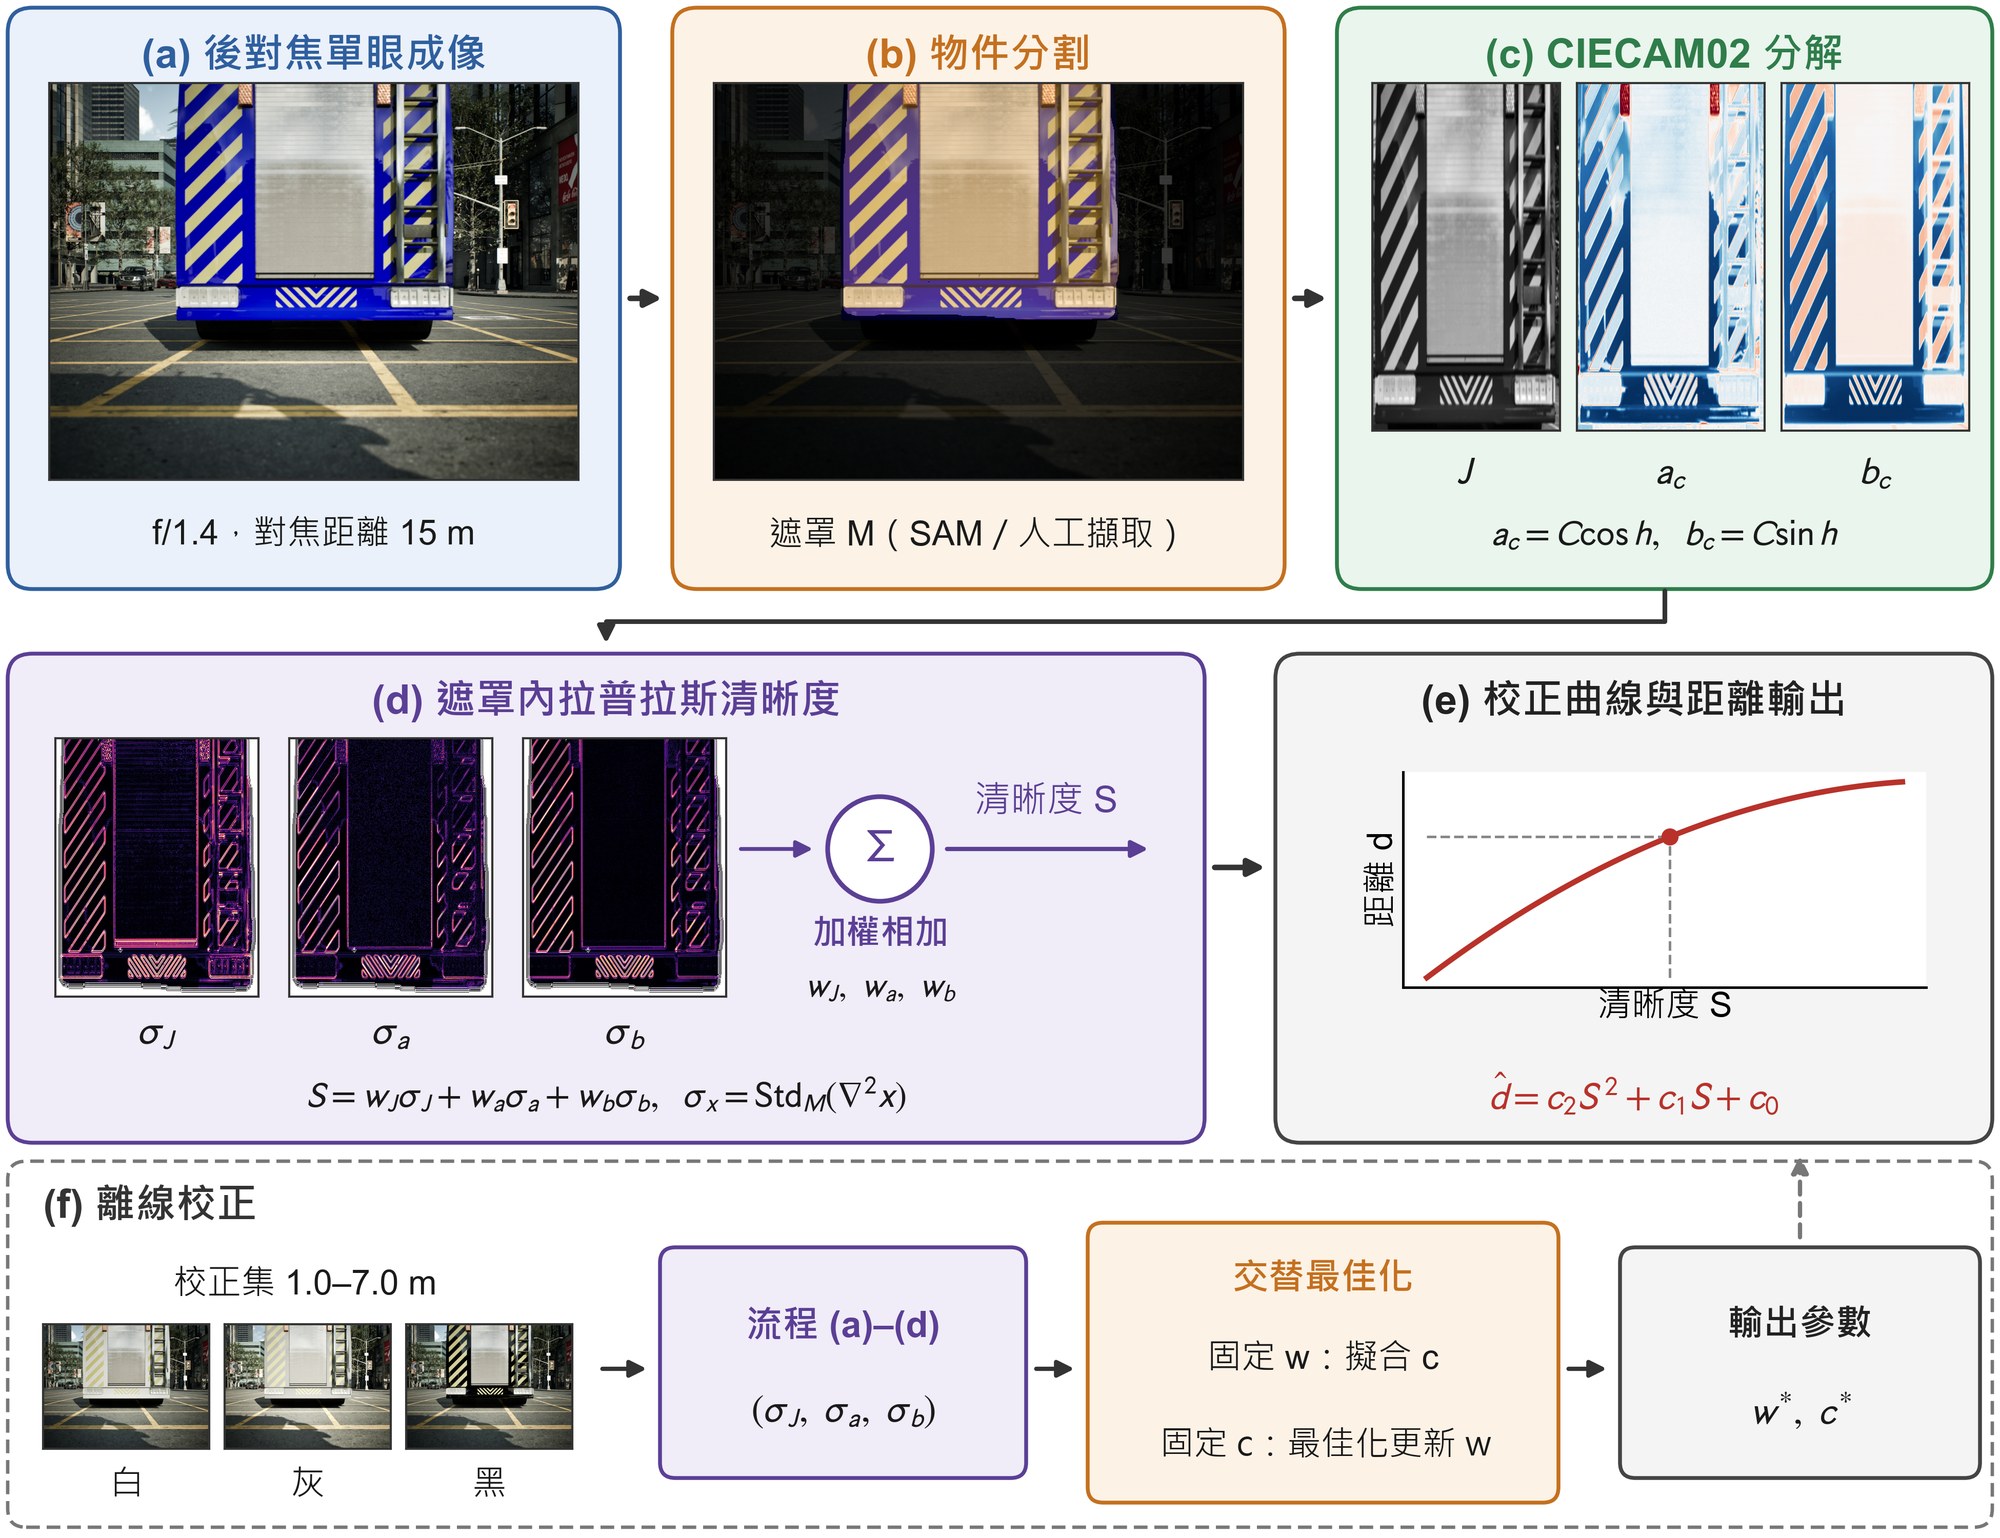 (a) 後對焦單眼成像
f/1.4，對焦距離 15 m
(b) 物件分割
遮罩 M（SAM / 人工擷取）
(c) CIECAM02 分解
J
a_c
b_c
a_c = C cos h, b_c = C sin h
(d) 遮罩內拉普拉斯清晰度
σ_J
σ_a
σ_b
Σ
加權相加
w_J, w_a, w_b
清晰度 S
S = w_Jσ_J + w_aσ_a + w_bσ_b, σ_x = Std_M(∇²x)
(e) 校正曲線與距離輸出
距離 d
清晰度 S
d̂ = c₂S² + c₁S + c₀
(f) 離線校正
校正集 1.0–7.0 m
白
灰
黑
流程 (a)–(d)
(σ_J, σ_a, σ_b)
交替最佳化
固定 w：擬合 c
固定 c：最佳化更新 w
輸出參數
w*, c*